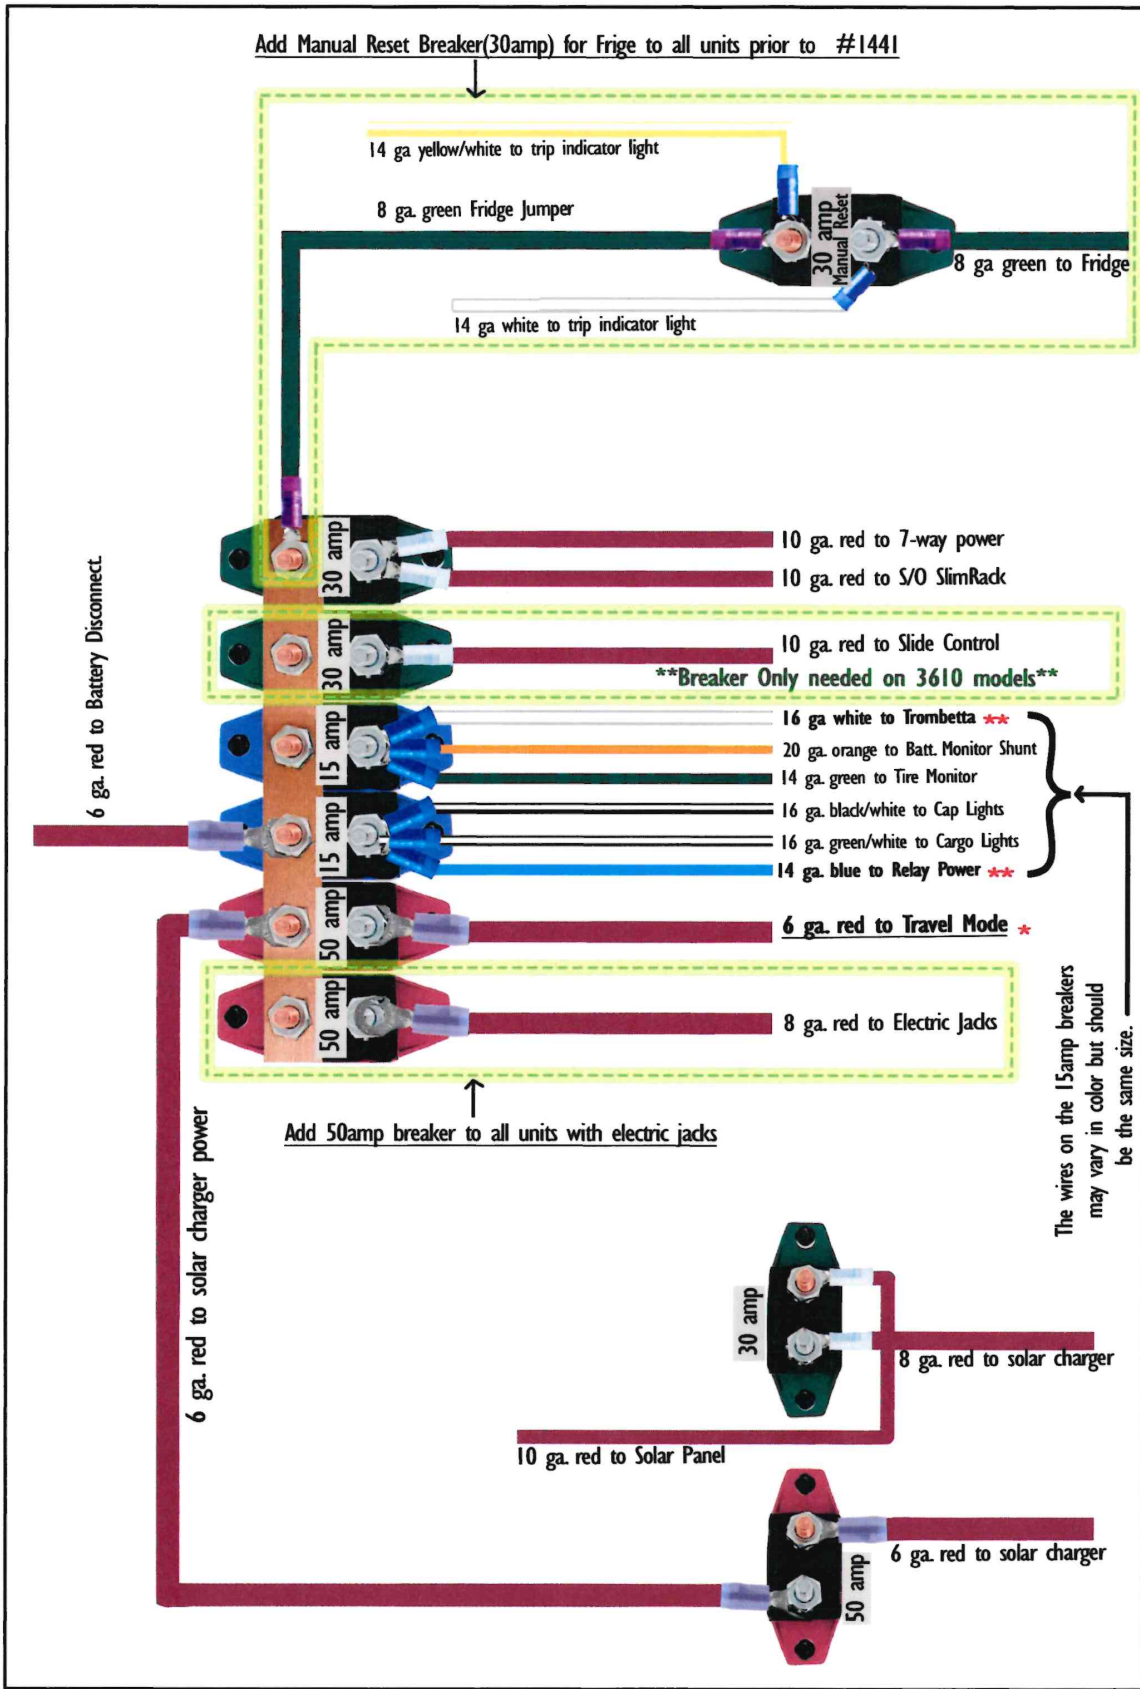 Add Manual Reset Breaker(30amp) for Frige to all units prior to #1441
14 ga yellow/white to trip indicator light
8 ga. green Fridge Jumper
30 amp
Manual Reset
8 ga green to Fridge
14 ga white to trip indicator light
6 ga. red to Battery Disconnect.
30 amp
10 ga. red to 7-way power
10 ga. red to S/O SlimRack
30 amp
10 ga. red to Slide Control
**Breaker Only needed on 3610 models**
15 amp
16 ga white to Trombetta **
20 ga. orange to Batt. Monitor Shunt
14 ga. green to Tire Monitor
15 amp
16 ga. black/white to Cap Lights
16 ga. green/white to Cargo Lights
14 ga. blue to Relay Power **
50 amp
6 ga. red to Travel Mode *
50 amp
8 ga. red to Electric Jacks
The wires on the 15amp breakers
may vary in color but should
be the same size.
Add 50amp breaker to all units with electric jacks
6 ga. red to solar charger power
30 amp
8 ga. red to solar charger
10 ga. red to Solar Panel
6 ga. red to solar charger
50 amp